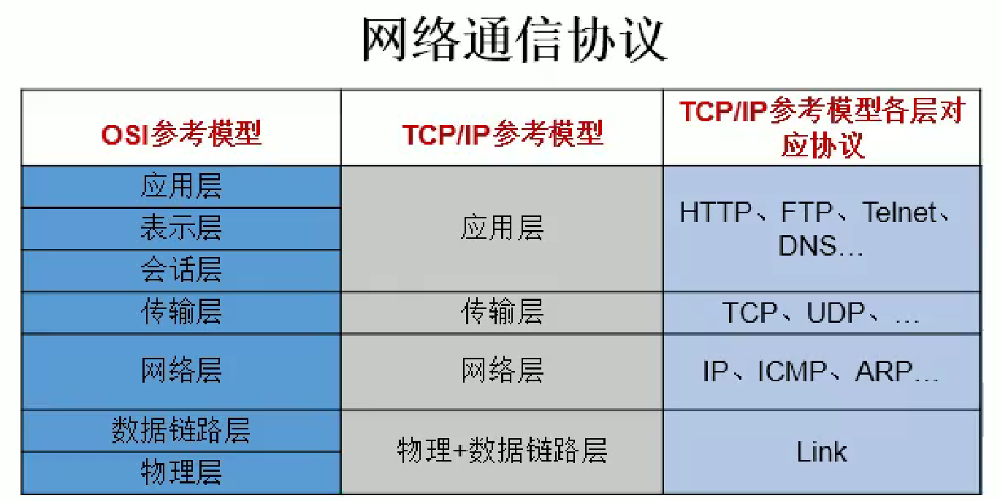 网络通信协议
OSI参考模型
TCP/IP参考模型
TCP/IP参考模型各层对
应协议
应用层
表示层
会话层
应用层
HTTP、FTP、Telnet、
DNS...
传输层
传输层
TCP、UDP、...
网络层
网络层
IP、ICMP、ARP...
数据链路层
物理层
物理+数据链路层
Link